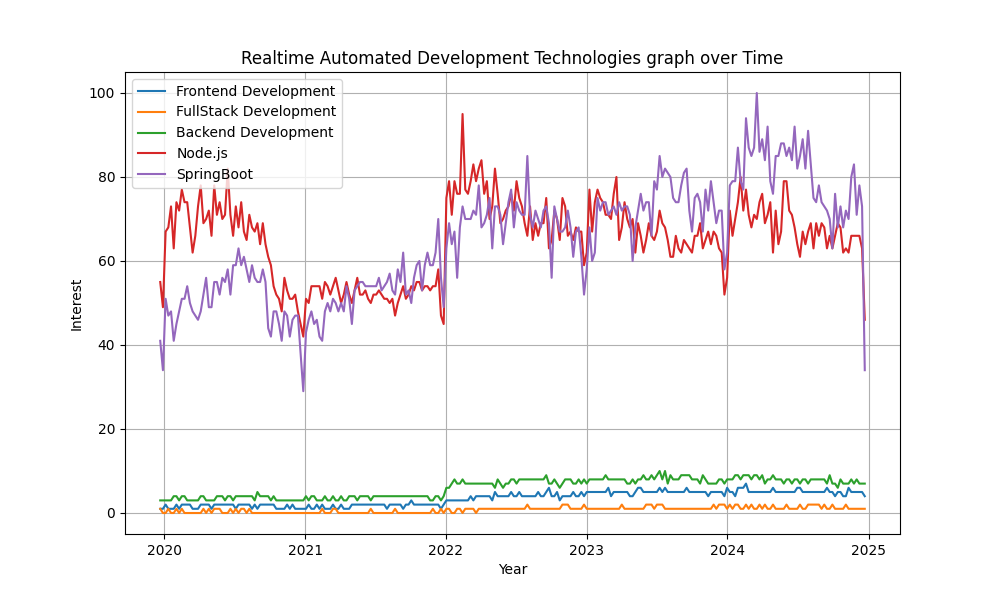 Realtime Automated Development Technologies graph over Time
Frontend Development
FullStack Development
Backend Development
Node.js
SpringBoot
100
80
60
40
20
0
Interest
2020 2021 2022 2023 2024 2025
Year